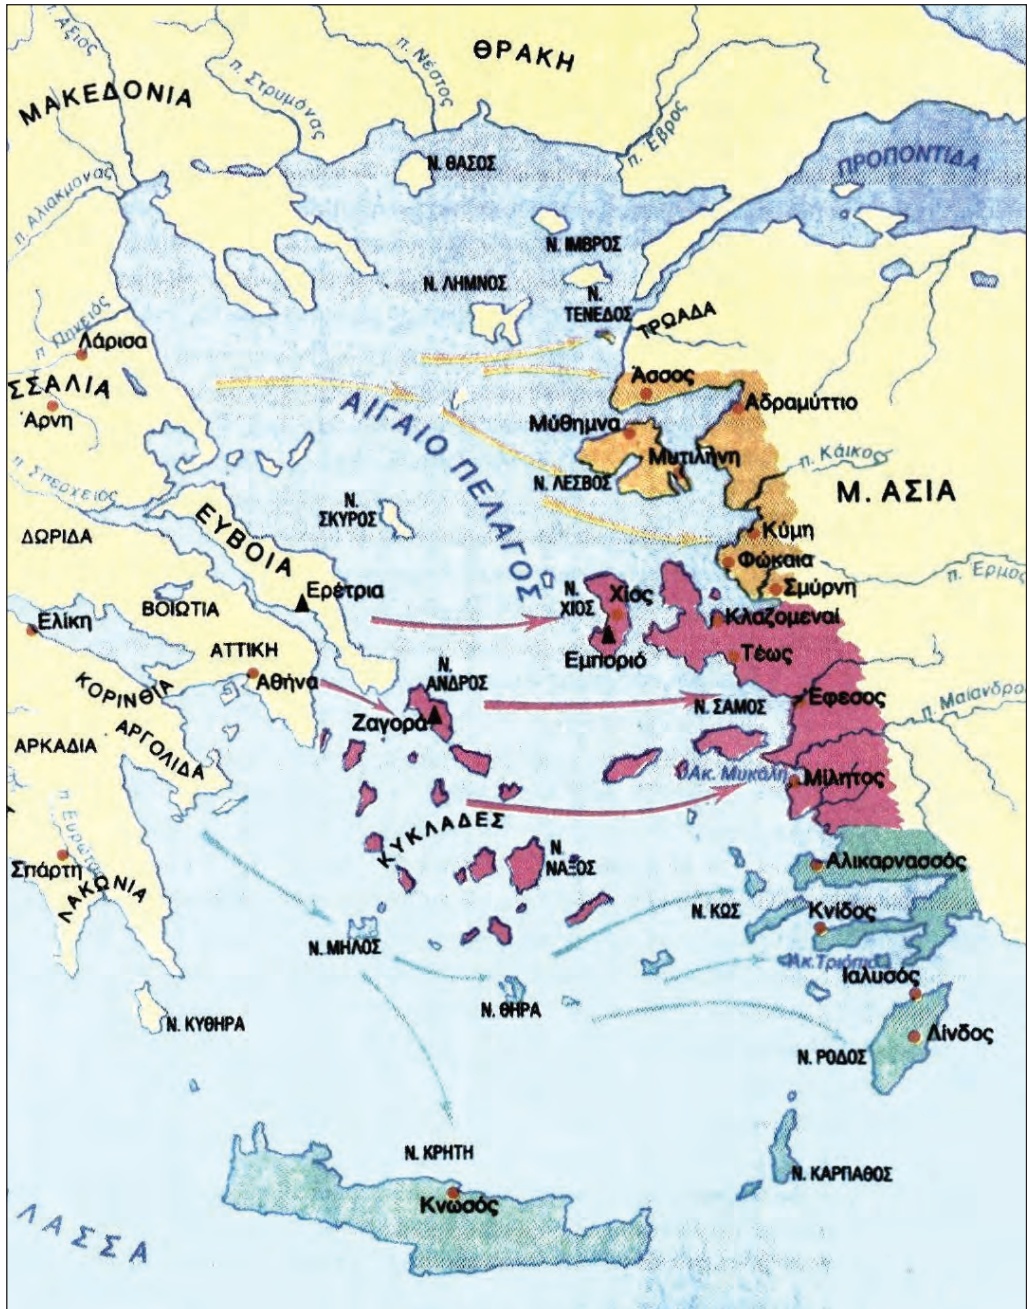 π. Αξιός
π. Στρυμόνας
π. Νέστος
ΘΡΑΚΗ
ΜΑΚΕΔΟΝΙΑ
π. Έβρος
ΠΡΟΠΟΝΤΙΔΑ
Ν. ΘΑΣΟΣ
π. Αλιακμονας
Ν. ΙΜΒΡΟΣ
Ν. ΛΗΜΝΟΣ
Ν.
ΤΕΝΕΔΟΣ
ΤΡΩΑΔΑ
π. Πηνειός
Λάρισα
ΣΣΑΛΙΑ
Άρνη
Άσσος
Αδραμύττιο
ΑΙΓΑΙΟ ΠΕΛΑΓΟΣ
Μύθημνα
Μυτιλήνη
π. Κάικος
Ν. ΛΕΣΒΟΣ
Μ. ΑΣΙΑ
π. Σπερχειός
Ν.
ΣΚΥΡΟΣ
ΕΥΒΟΙΑ
ΔΩΡΙΔΑ
Κύμη
Φώκαια
π. Ερμος
Σμύρνη
Ερέτρια
ΒΟΙΩΤΙΑ
Ν.
ΧΙΟΣ
Χίος
Κλαζομεναί
Ελίκη
Εμποριό
Τέως
ΑΤΤΙΚΗ
Αθήνα
Ν.
ΑΝΔΡΟΣ
ΚΟΡΙΝΘΙΑ
Ζαγορά
Ν. ΣΑΜΟΣ
Έφεσος
π. Μαίανδρο
ΑΡΚΑΔΙΑ
ΑΡΓΟΛΙΔΑ
Ακ. Μυκάλη
Μίλητος
π. Ευρώτας
ΚΥΚΛΑΔΕΣ
Σπάρτη
Ν.
ΝΑΞΟΣ
Αλικαρνασσός
ΛΑΚΩΝΙΑ
Ν. ΚΩΣ
Κνίδος
Ν. ΜΗΛΟΣ
Ακ. Τριόπιο
Ιαλυσός
Ν. ΘΗΡΑ
Ν. ΚΥΘΗΡΑ
Λίνδος
Ν. ΡΟΔΟΣ
Ν. ΚΡΗΤΗ
Ν. ΚΑΡΠΑΘΟΣ
Κνωσός
ΛΑΣΣΑ